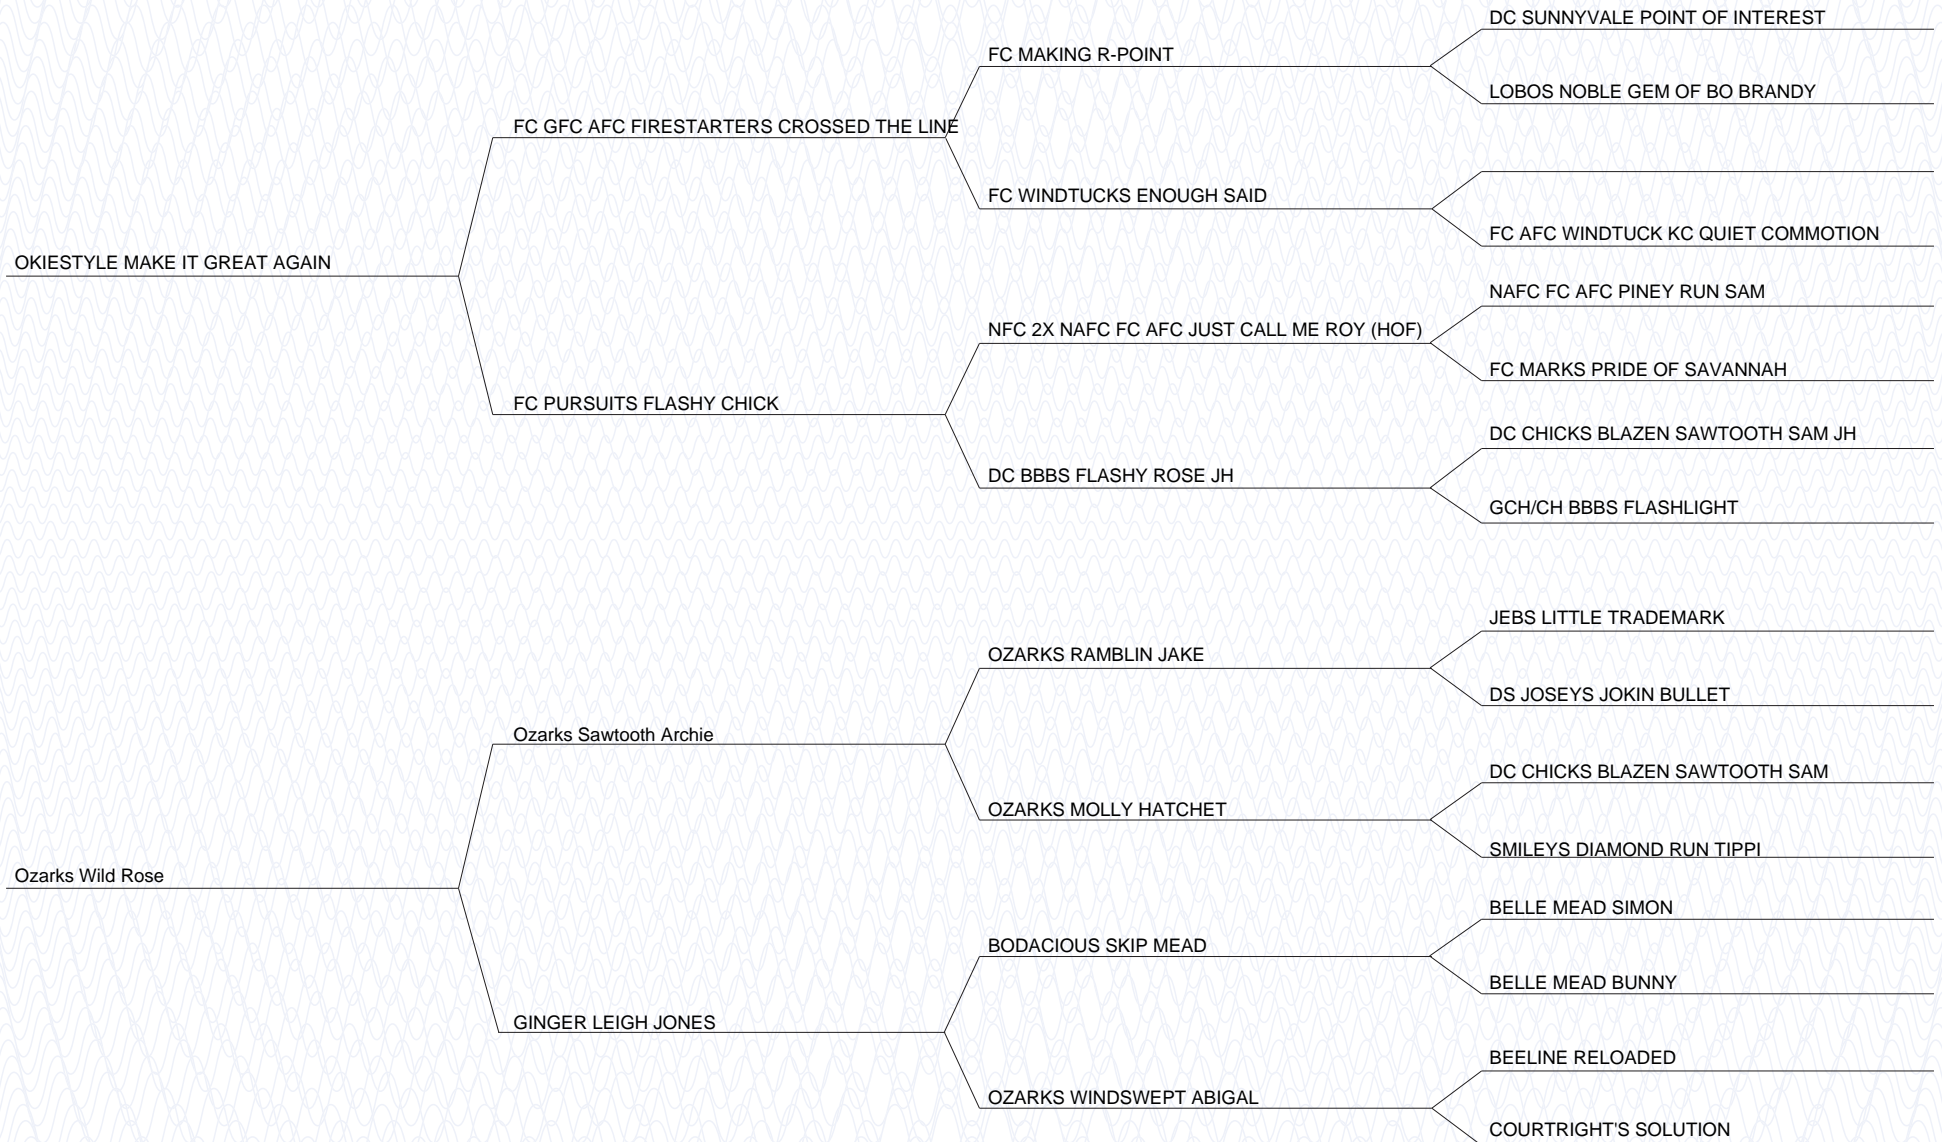 DC SUNNYVALE POINT OF INTEREST
FC MAKING R-POINT
LOBOS NOBLE GEM OF BO BRANDY
FC GFC AFC FIRESTARTERS CROSSED THE LINE
FC WINDTUCKS ENOUGH SAID
FC AFC WINDTUCK KC QUIET COMMOTION
OKIESTYLE MAKE IT GREAT AGAIN
NAFC FC AFC PINEY RUN SAM
NFC 2X NAFC FC AFC JUST CALL ME ROY (HOF)
FC MARKS PRIDE OF SAVANNAH
FC PURSUITS FLASHY CHICK
DC CHICKS BLAZEN SAWTOOTH SAM JH
DC BBBS FLASHY ROSE JH
GCH/CH BBBS FLASHLIGHT
JEBS LITTLE TRADEMARK
OZARKS RAMBLIN JAKE
DS JOSEYS JOKIN BULLET
Ozarks Sawtooth Archie
DC CHICKS BLAZEN SAWTOOTH SAM
OZARKS MOLLY HATCHET
SMILEYS DIAMOND RUN TIPPI
Ozarks Wild Rose
BELLE MEAD SIMON
BODACIOUS SKIP MEAD
BELLE MEAD BUNNY
GINGER LEIGH JONES
BEELINE RELOADED
OZARKS WINDSWEPT ABIGAL
COURTRIGHT'S SOLUTION